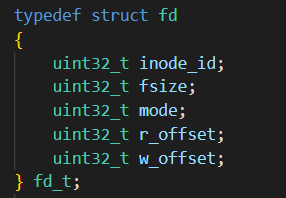 typedef struct fd
{
    uint32_t inode_id;
    uint32_t fsize;
    uint32_t mode;
    uint32_t r_offset;
    uint32_t w_offset;
} fd_t;